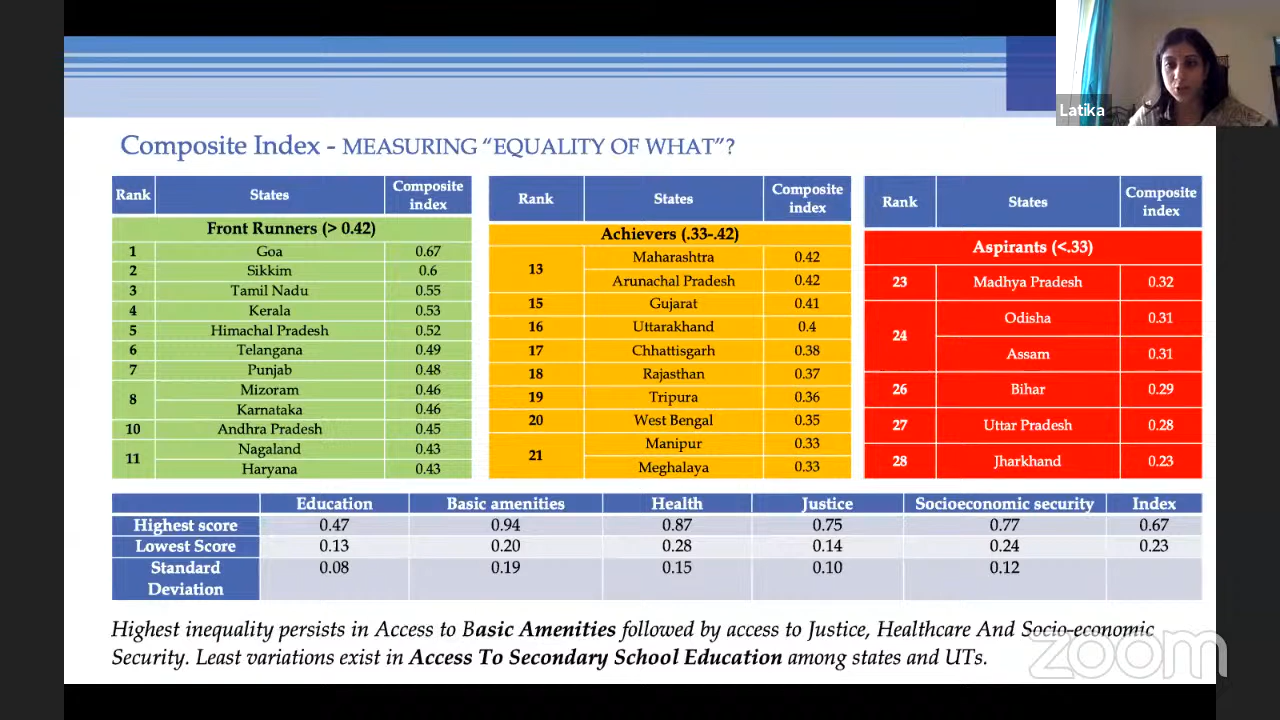 Latika
Composite Index - MEASURING “EQUALITY OF WHAT”?
Rank States Composite index
Front Runners (> 0.42)
1 Goa 0.67
2 Sikkim 0.6
3 Tamil Nadu 0.55
4 Kerala 0.53
5 Himachal Pradesh 0.52
6 Telangana 0.49
7 Punjab 0.48
8 Mizoram 0.46
Karnataka 0.46
10 Andhra Pradesh 0.45
11 Nagaland 0.43
Haryana 0.43
Rank States Composite index
Achievers (.33-.42)
13 Maharashtra 0.42
Arunachal Pradesh 0.42
15 Gujarat 0.41
16 Uttarakhand 0.4
17 Chhattisgarh 0.38
18 Rajasthan 0.37
19 Tripura 0.36
20 West Bengal 0.35
21 Manipur 0.33
Meghalaya 0.33
Rank States Composite index
Aspirants (<.33)
23 Madhya Pradesh 0.32
24 Odisha 0.31
Assam 0.31
26 Bihar 0.29
27 Uttar Pradesh 0.28
28 Jharkhand 0.23
Education Basic amenities Health Justice Socioeconomic security Index
Highest score 0.47 0.94 0.87 0.75 0.77 0.67
Lowest Score 0.13 0.20 0.28 0.14 0.24 0.23
Standard Deviation 0.08 0.19 0.15 0.10 0.12
Highest inequality persists in Access to Basic Amenities followed by access to Justice, Healthcare And Socio-economic
Security. Least variations exist in Access To Secondary School Education among states and UTs.
zoom